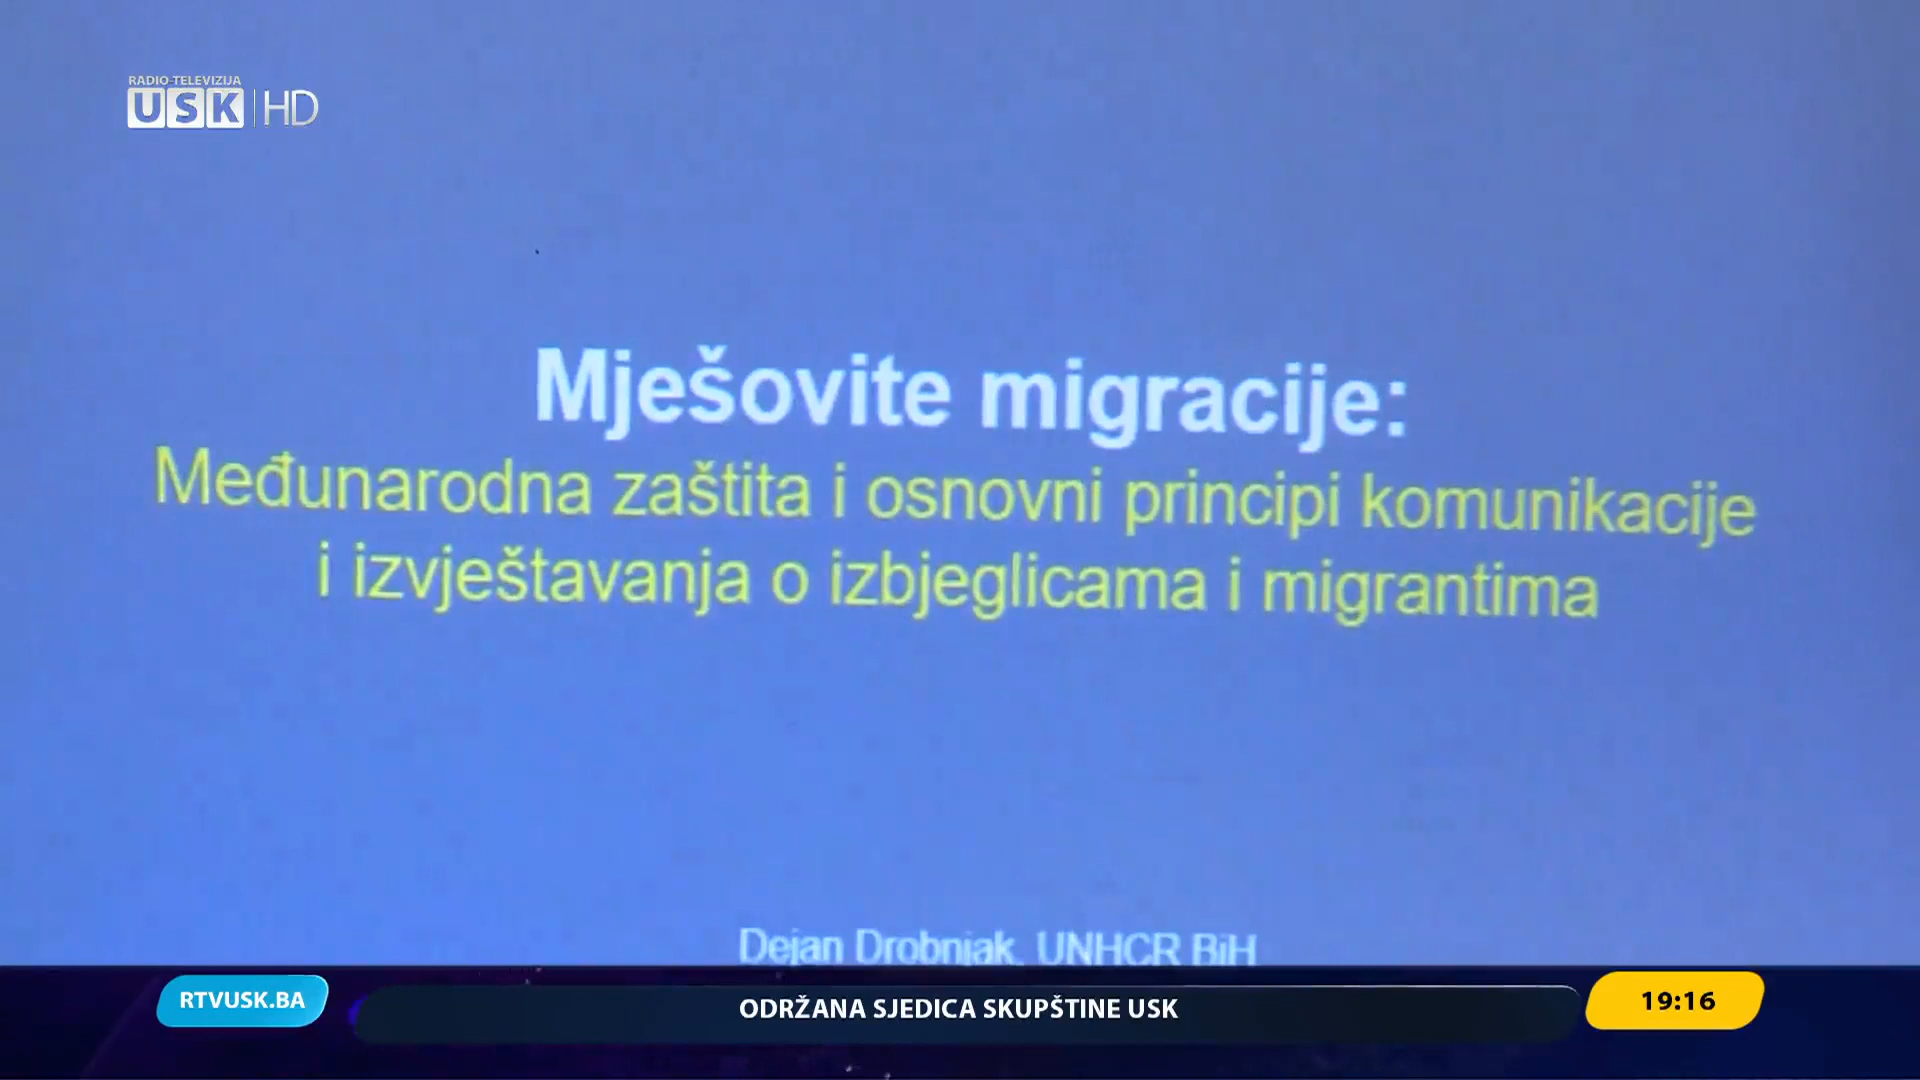 RADIO-TELEVIZIJA
USK HD
Mješovite migracije:
Međunarodna zaštita i osnovni principi komunikacije
i izvještavanja o izbjeglicama i migrantima
Dejan Drobnjak, UNHCR BiH
RTVUSK.BA
ODRŽANA SJEDICA SKUPŠTINE USK
19:16